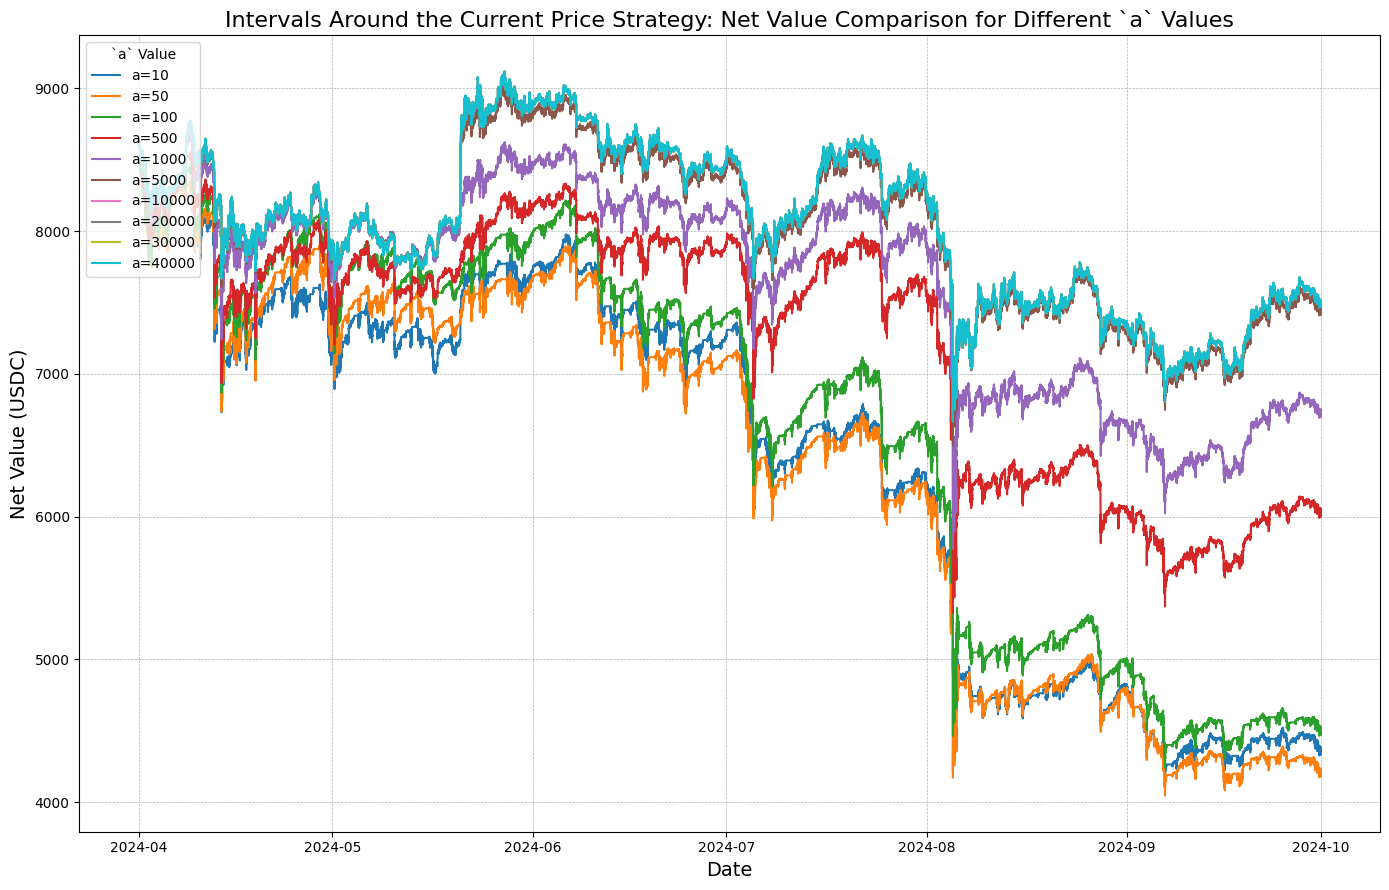 Intervals Around the Current Price Strategy: Net Value Comparison for Different `a` Values
`a` Value
a=10
a=50
a=100
a=500
a=1000
a=5000
a=10000
a=20000
a=30000
a=40000
Net Value (USDC)
9000
8000
7000
6000
5000
4000
2024-04
2024-05
2024-06
2024-07
2024-08
2024-09
2024-10
Date